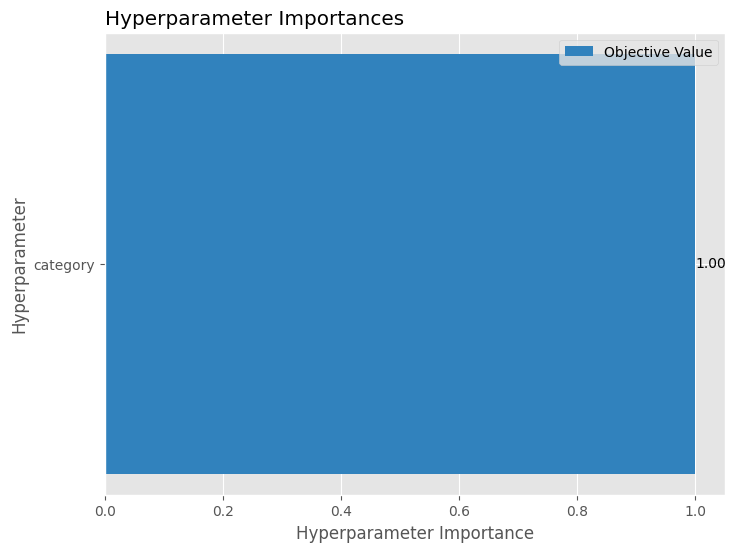 Hyperparameter Importances
Objective Value
Hyperparameter
category
1.00
0.0 0.2 0.4 0.6 0.8 1.0
Hyperparameter Importance